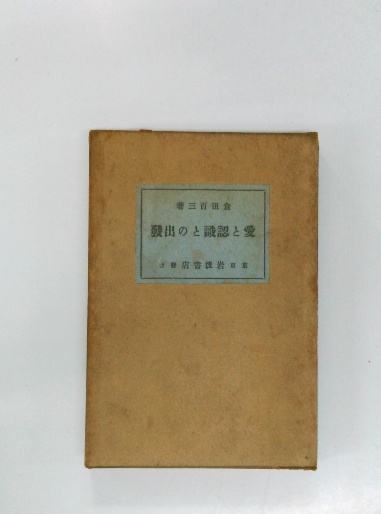 倉田百三著
愛と認識との出發
東京 岩波書店 發行